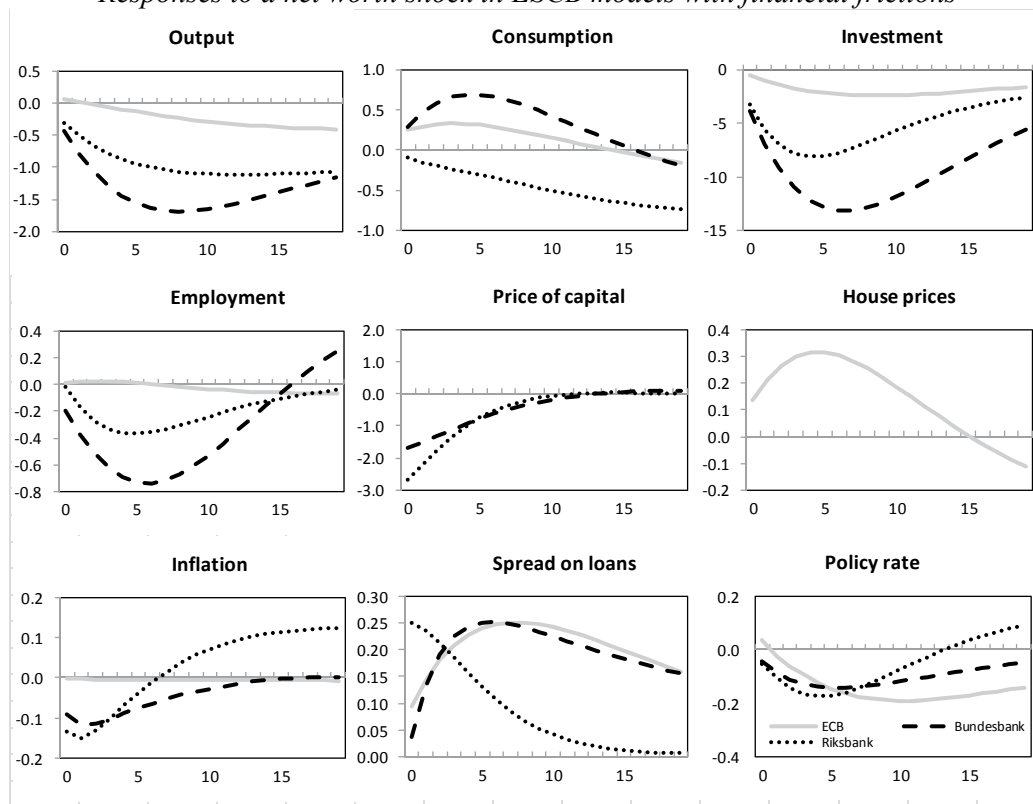 Responses to a net worth shock in ESCB models with financial frictions
Output Consumption Investment
0.5 0.0 -0.5 -1.0 -1.5 -2.0
0 5 10 15
1.0 0.5 0.0 -0.5 -1.0
0 5 10 15
0 -5 -10 -15
0 5 10 15
Employment Price of capital House prices
0.4 0.2 0.0 -0.2 -0.4 -0.6 -0.8
0 5 10 15
2.0 1.0 0.0 -1.0 -2.0 -3.0
0 5 10 15
0.4 0.3 0.2 0.1 0.0 -0.1 -0.2
0 5 10 15
Inflation Spread on loans Policy rate
0.2 0.1 0.0 -0.1 -0.2
0 5 10 15
0.30 0.25 0.20 0.15 0.10 0.05 0.00
0 5 10 15
0.2 0.0 -0.2 -0.4
ECB Bundesbank
Riksbank
0 5 10 15